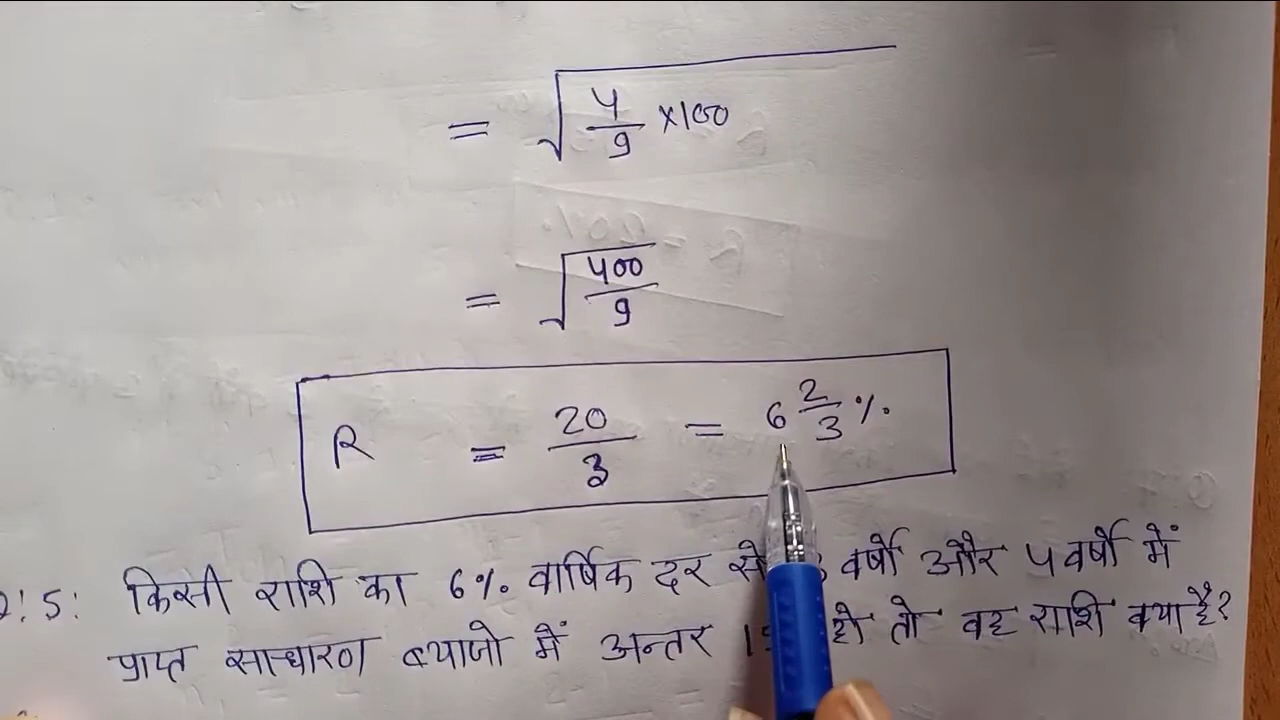 = √4/9 ×100
= √400/9
R = 20/3 = 6 2/3 %
5: किसी राशि का 6% वार्षिक दर से वर्षो और 4 वर्षो में
प्राप्त साधारण ब्याजो में अन्तर हो तो वह राशि क्या है?